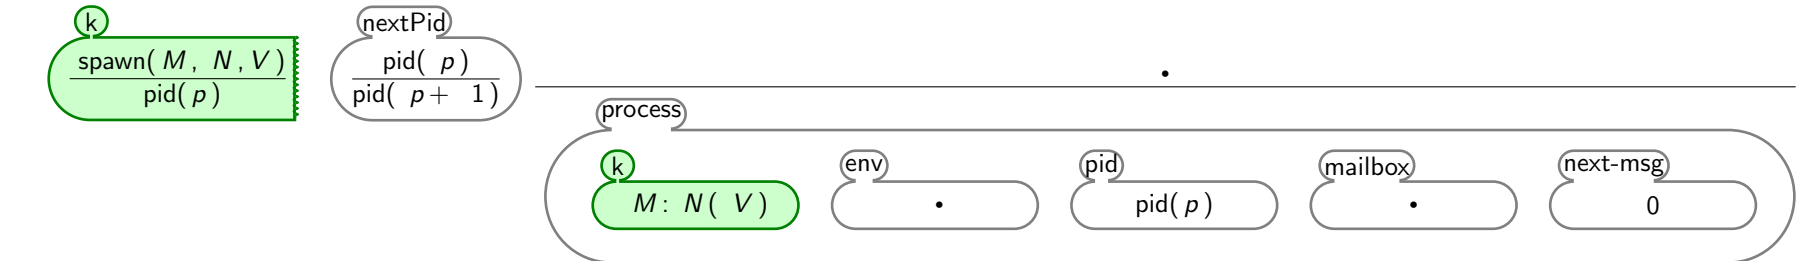 k nextPid
spawn( M , N , V ) pid( p ) •
pid( p ) pid( p + 1 )
process
k env pid mailbox next-msg
M : N ( V ) • pid( p ) • 0